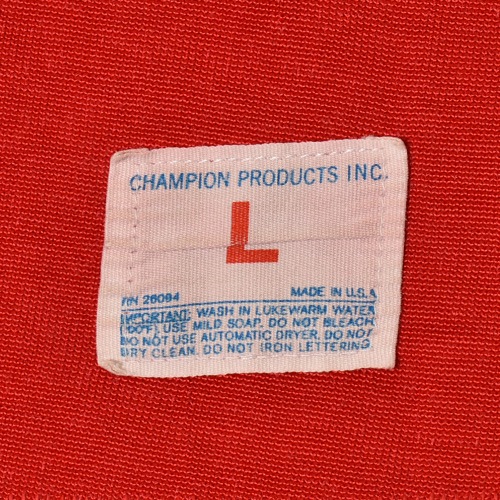 CHAMPION PRODUCTS INC.
L
RN 26094 MADE IN U.S.A
IMPORTANT: WASH IN LUKEWARM WATER
(100°F), USE MILD SOAP. DO NOT BLEACH
DO NOT USE AUTOMATIC DRYER. DO NOT
DRY CLEAN. DO NOT IRON LETTERING